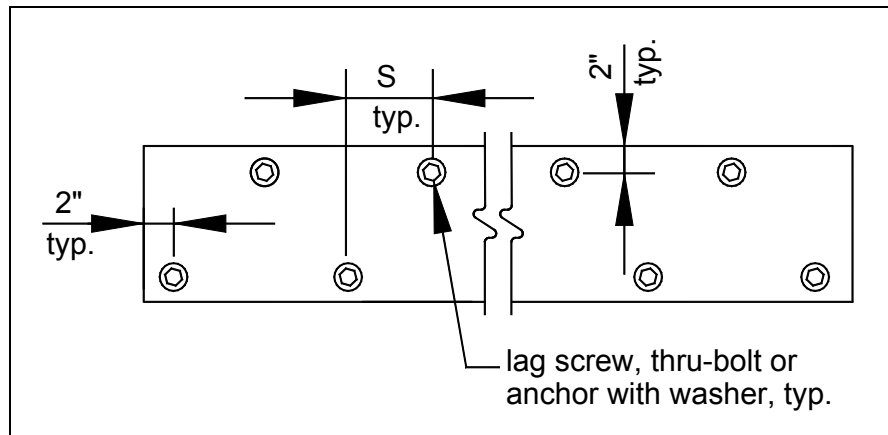 S
typ.
2"
typ.
2"
typ.
lag screw, thru-bolt or
anchor with washer, typ.